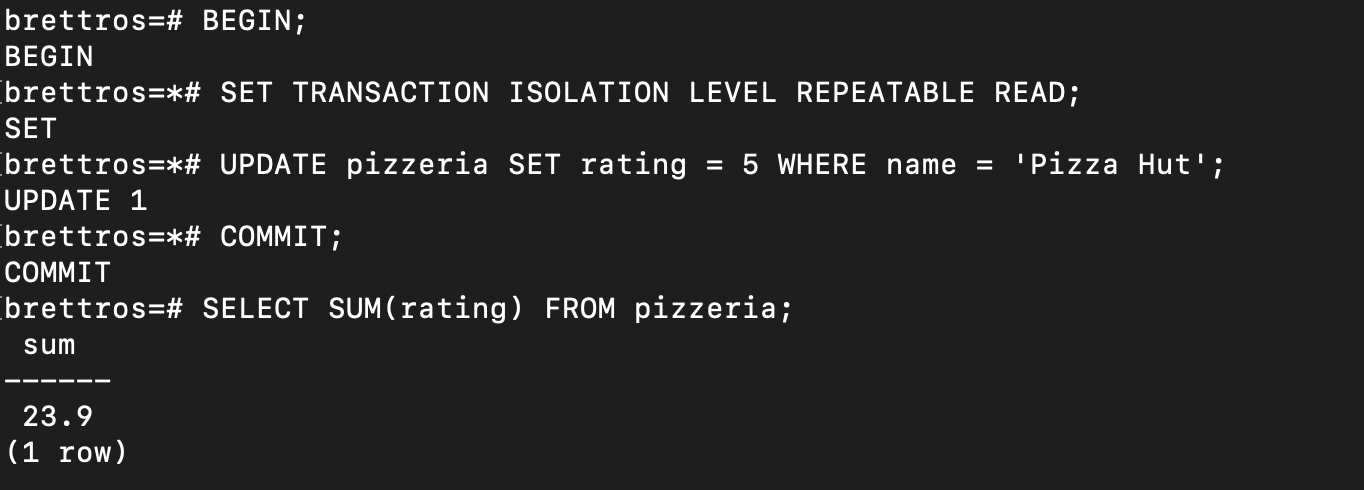 brettros=# BEGIN;
BEGIN
[brettros=*# SET TRANSACTION ISOLATION LEVEL REPEATABLE READ;
SET
[brettros=*# UPDATE pizzeria SET rating = 5 WHERE name = 'Pizza Hut';
UPDATE 1
[brettros=*# COMMIT;
COMMIT
[brettros=# SELECT SUM(rating) FROM pizzeria;
 sum
------
 23.9
(1 row)